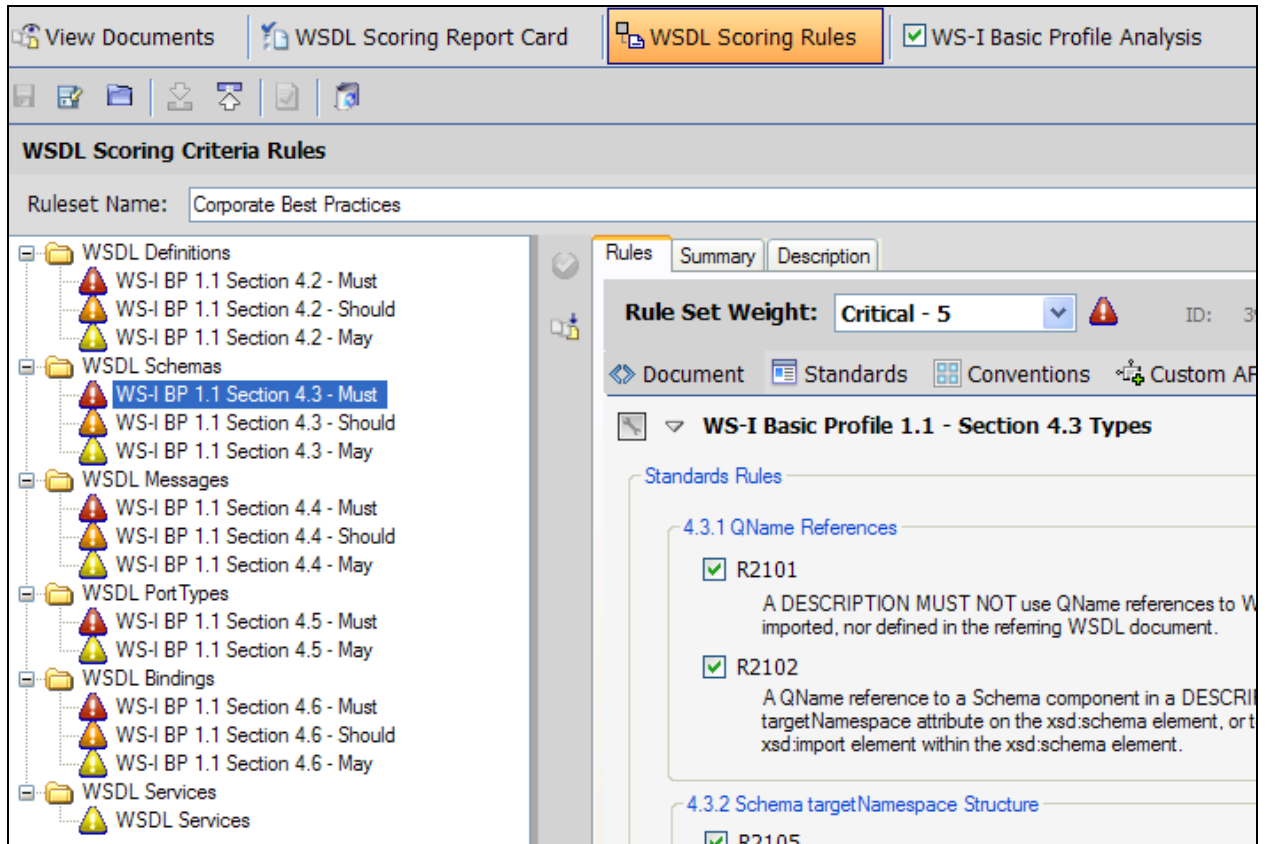 View Documents
WSDL Scoring Report Card
WSDL Scoring Rules
WS-I Basic Profile Analysis
WSDL Scoring Criteria Rules
Ruleset Name: Corporate Best Practices
WSDL Definitions
WS-I BP 1.1 Section 4.2 - Must
WS-I BP 1.1 Section 4.2 - Should
WS-I BP 1.1 Section 4.2 - May
WSDL Schemas
WS-I BP 1.1 Section 4.3 - Must
WS-I BP 1.1 Section 4.3 - Should
WS-I BP 1.1 Section 4.3 - May
WSDL Messages
WS-I BP 1.1 Section 4.4 - Must
WS-I BP 1.1 Section 4.4 - Should
WS-I BP 1.1 Section 4.4 - May
WSDL PortTypes
WS-I BP 1.1 Section 4.5 - Must
WS-I BP 1.1 Section 4.5 - May
WSDL Bindings
WS-I BP 1.1 Section 4.6 - Must
WS-I BP 1.1 Section 4.6 - Should
WS-I BP 1.1 Section 4.6 - May
WSDL Services
WSDL Services
Rules
Summary
Description
Rule Set Weight: Critical - 5
ID:
Document
Standards
Conventions
Custom
WS-I Basic Profile 1.1 - Section 4.3 Types
Standards Rules
4.3.1 QName References
R2101
A DESCRIPTION MUST NOT use QName references to
imported, nor defined in the referring WSDL document.
R2102
A QName reference to a Schema component in a
targetNamespace attribute on the xsd:schema element, or
xsd:import element within the xsd:schema element.
4.3.2 Schema targetNamespace Structure
R2105